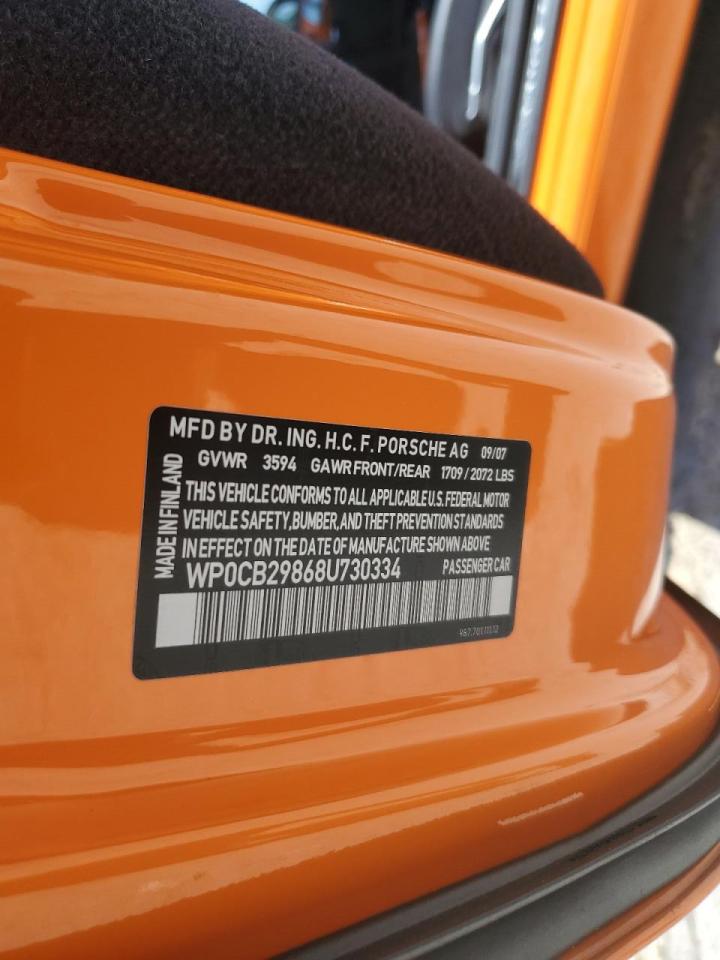 MFD BY DR. ING. H.C. F. PORSCHE AG 09/07
GVWR 3594 GAWR FRONT/REAR 1709 / 2072 LBS
MADE IN FINLAND
THIS VEHICLE CONFORMS TO ALL APPLICABLE U.S. FEDERAL MOTOR
VEHICLE SAFETY, BUMBER, AND THEFT PREVENTION STANDARDS
IN EFFECT ON THE DATE OF MANUFACTURE SHOWN ABOVE
WP0CB29868U730334 PASSENGER CAR